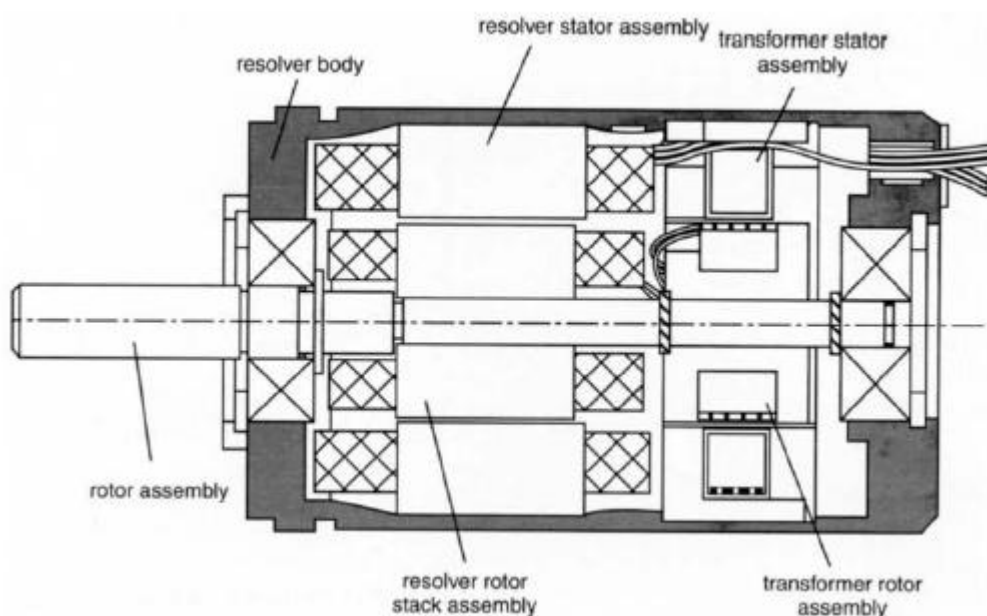 resolver stator assembly
transformer stator
assembly
resolver body
rotor assembly
resolver rotor
stack assembly
transformer rotor
assembly